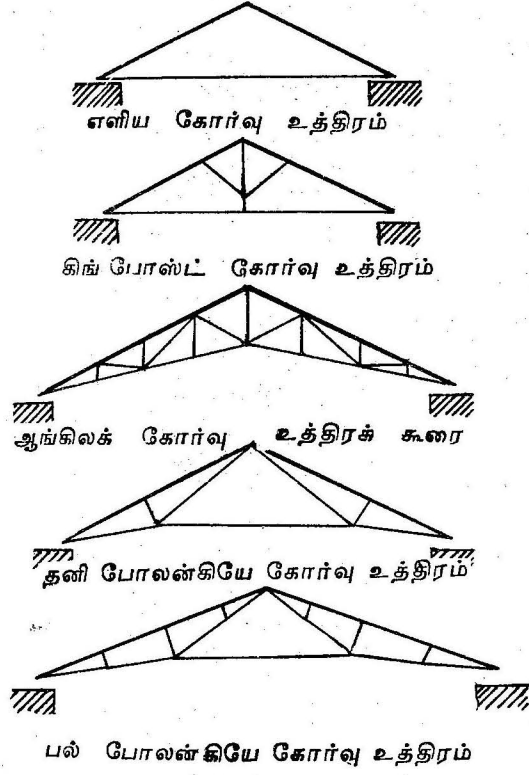 எளிய கோர்வு உத்திரம்
கிங் போஸ்ட் கோர்வு உத்திரம்
ஆங்கிலக் கோர்வு உத்திரக் கூரை
தனி போலன்கியே கோர்வு உத்திரம்
பல் போலன்கியே கோர்வு உத்திரம்